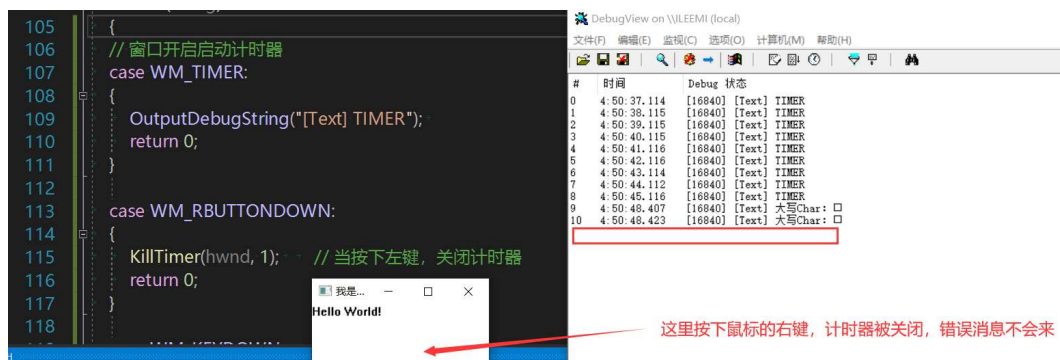 105 {
106 // 窗口开启启动计时器
107 case WM_TIMER:
108 {
109 OutputDebugString("[Text] TIMER");
110 return 0;
111 }
112
113 case WM_RBUTTONDOWN:
114 {
115 KillTimer(hwnd, 1); // 当按下左键，关闭计时器
116 return 0;
117 }
118
我是...
Hello World!
DebugView on \\ILEEMI (local)
文件(F) 编辑(E) 监视(C) 选项(O) 计算机(M) 帮助(H)
# 时间 Debug 状态
0 4:50:37.114 [16840] [Text] TIMER
1 4:50:38.115 [16840] [Text] TIMER
2 4:50:39.115 [16840] [Text] TIMER
3 4:50:40.115 [16840] [Text] TIMER
4 4:50:41.116 [16840] [Text] TIMER
5 4:50:42.116 [16840] [Text] TIMER
6 4:50:43.114 [16840] [Text] TIMER
7 4:50:44.112 [16840] [Text] TIMER
8 4:50:45.116 [16840] [Text] TIMER
9 4:50:48.407 [16840] [Text] 大写Char: □
10 4:50:48.423 [16840] [Text] 大写Char: □
这里按下鼠标的右键，计时器被关闭，错误消息不会来